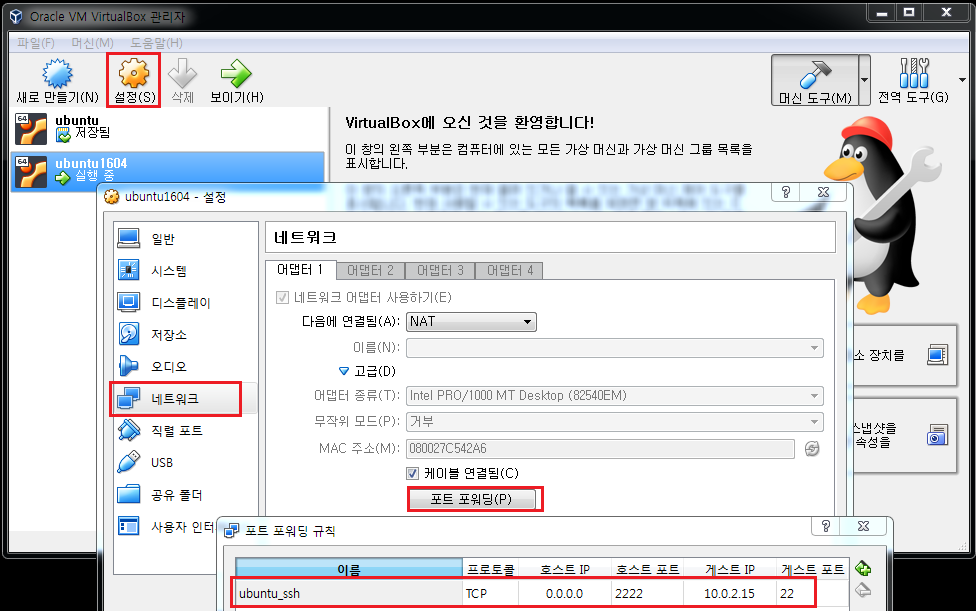 Oracle VM VirtualBox 관리자
파일(F) 머신(M) 도움말(H)
새로 만들기(N) 설정(S) 삭제 보이기(H) 머신 도구(M) 전역 도구(G)
64 ubuntu
저장됨
64 ubuntu1604
실행 중
VirtualBox에 오신 것을 환영합니다!
이 창의 왼쪽 부분은 컴퓨터에 있는 모든 가상 머신과 가상 머신 그룹 목록을
표시합니다.
ubuntu1604 - 설정
일반
시스템
디스플레이
저장소
오디오
네트워크
직렬 포트
USB
공유 폴더
사용자 인터
네트워크
어댑터 1 어댑터 2 어댑터 3 어댑터 4
네트워크 어댑터 사용하기(E)
다음에 연결됨(A): NAT
이름(N):
고급(D)
어댑터 종류(T): Intel PRO/1000 MT Desktop (82540EM)
무작위 모드(P): 거부
MAC 주소(M): 080027C542A6
케이블 연결됨(C)
포트 포워딩(P)
소 장치를
스냅샷을
속성을
포트 포워딩 규칙
이름 프로토콜 호스트 IP 호스트 포트 게스트 IP 게스트 포트
ubuntu_ssh TCP 0.0.0.0 2222 10.0.2.15 22